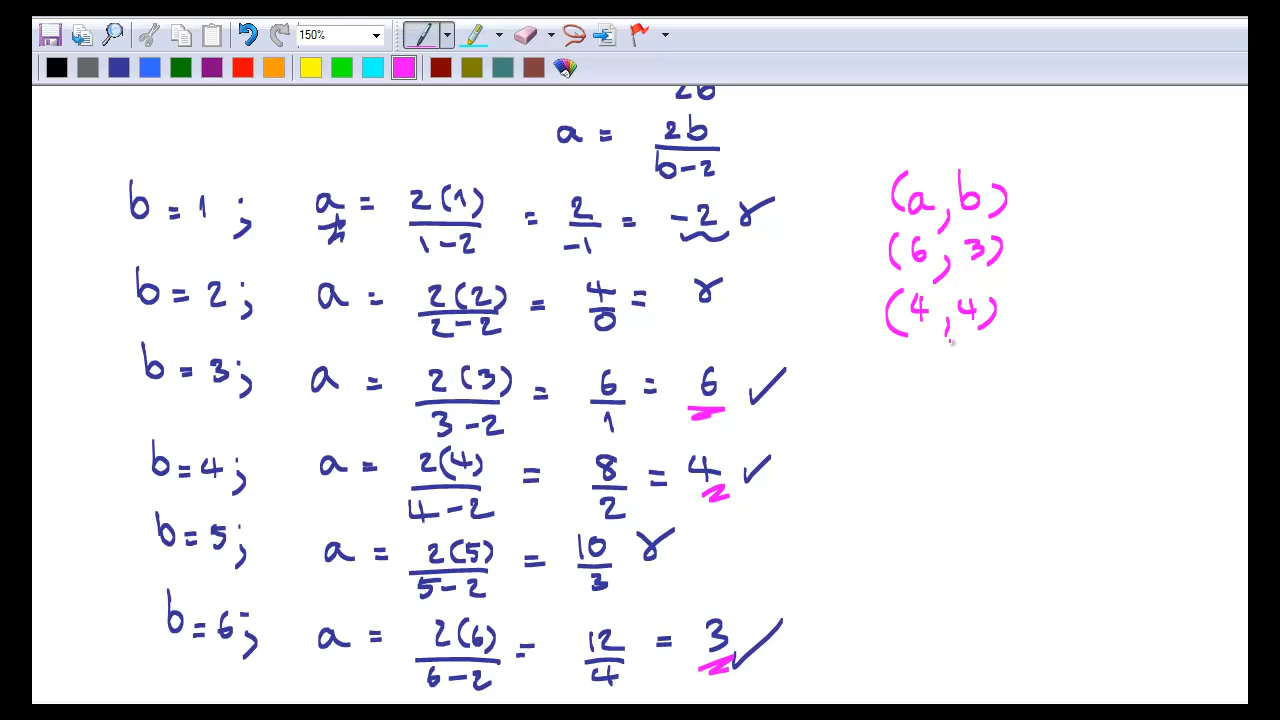 150%
2b
a = 2b / b-2
b = 1 ; a = 2(1) / 1-2 = 2 / -1 = -2
b = 2 ; a = 2(2) / 2-2 = 4 / 0 =
b = 3 ; a = 2(3) / 3-2 = 6 / 1 = 6 ✓
b = 4 ; a = 2(4) / 4-2 = 8 / 2 = 4 ✓
b = 5 ; a = 2(5) / 5-2 = 10 / 3
b = 6 ; a = 2(6) / 6-2 = 12 / 4 = 3 ✓
(a, b)
(6, 3)
(4, 4)